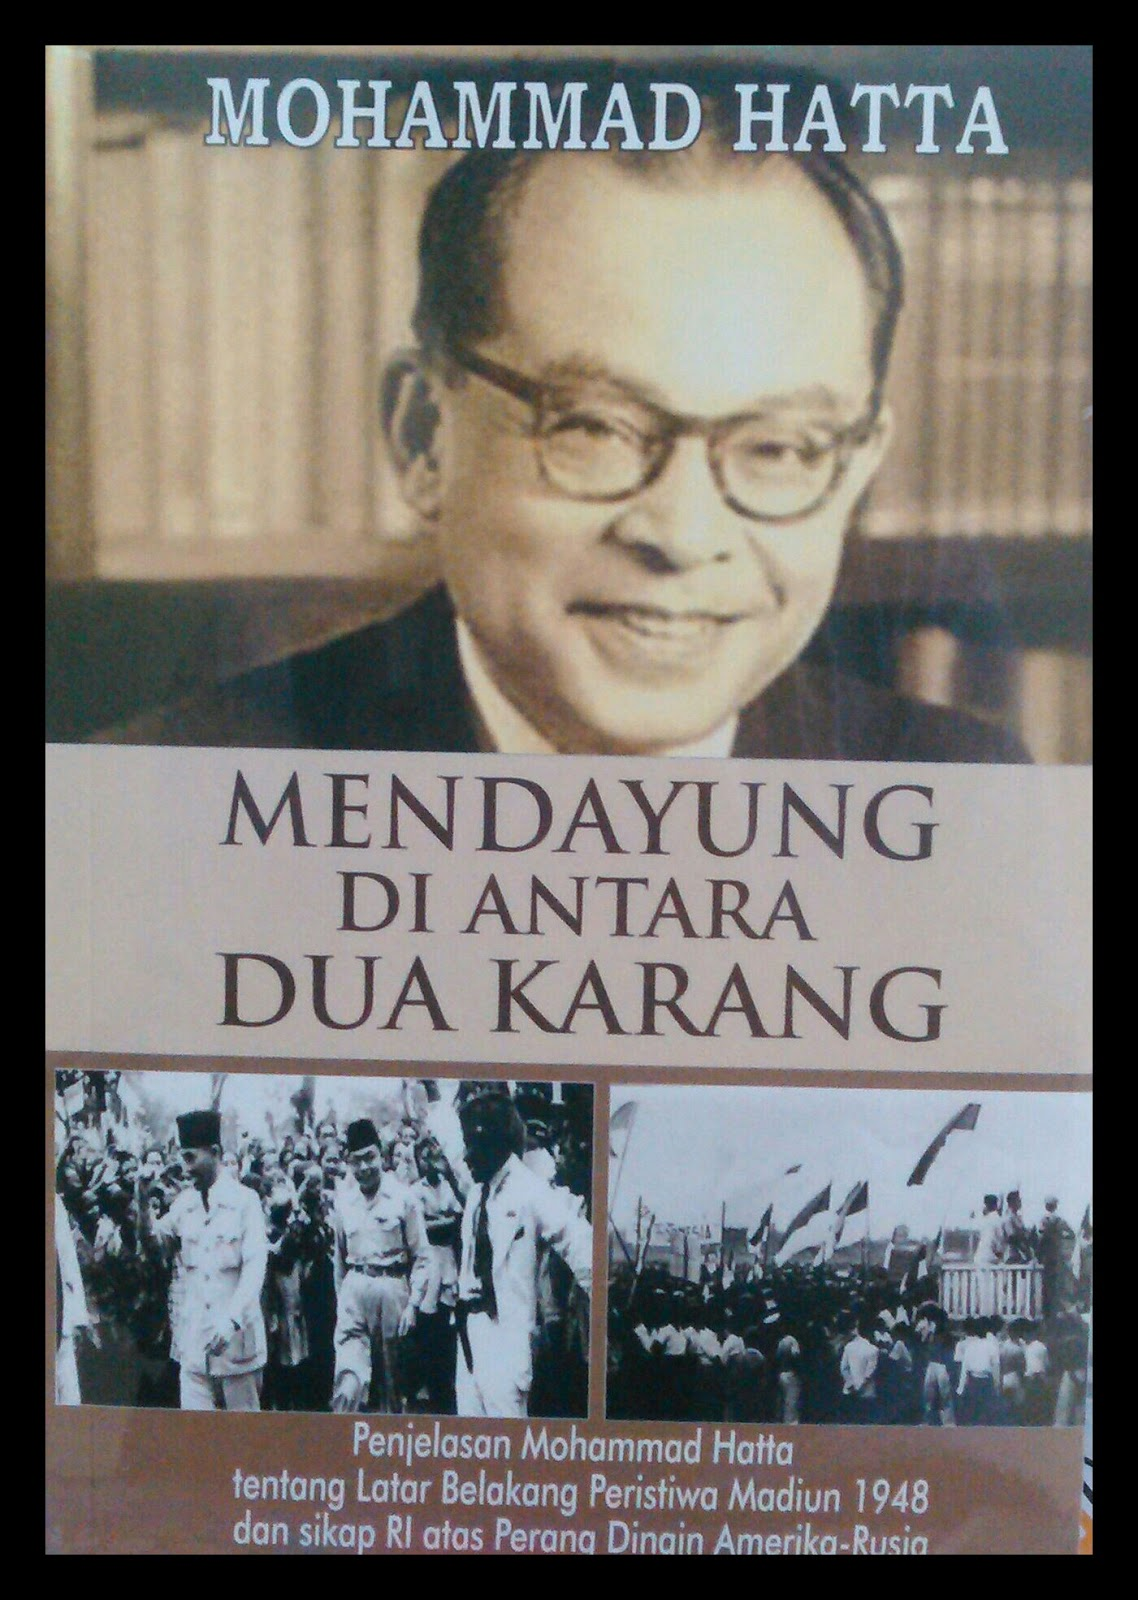 MOHAMMAD HATTA
MENDAYUNG
DI ANTARA
DUA KARANG
Penjelasan Mohammad Hatta
tentang Latar Belakang Peristiwa Madiun 1948
dan sikap RI atas Perang Dingin Amerika-Rusia